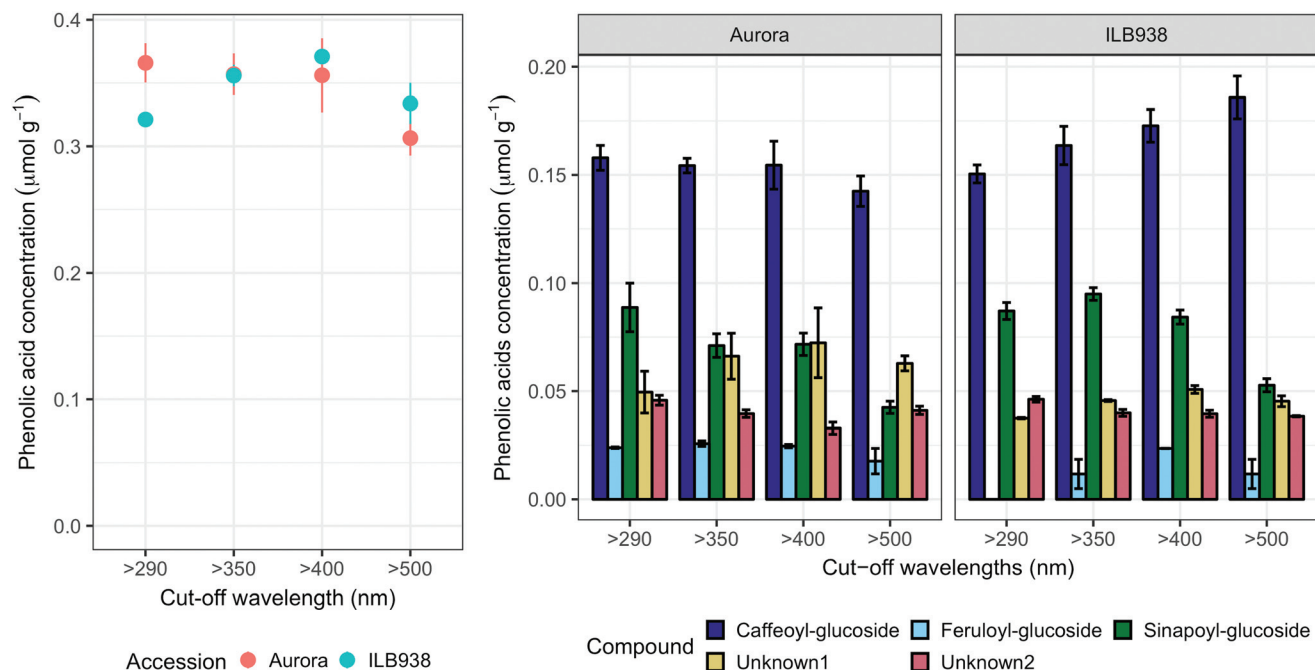 Phenolic acid concentration (μmol g⁻¹)
0.4
0.3
0.2
0.1
0.0
>290
>350
>400
>500
Cut-off wavelength (nm)
Accession
Aurora
ILB938
Phenolic acids concentration (μmol g⁻¹)
Aurora
ILB938
0.20
0.15
0.10
0.05
0.00
>290
>350
>400
>500
>290
>350
>400
>500
Cut−off wavelengths (nm)
Compound
Caffeoyl-glucoside
Feruloyl-glucoside
Sinapoyl-glucoside
Unknown1
Unknown2